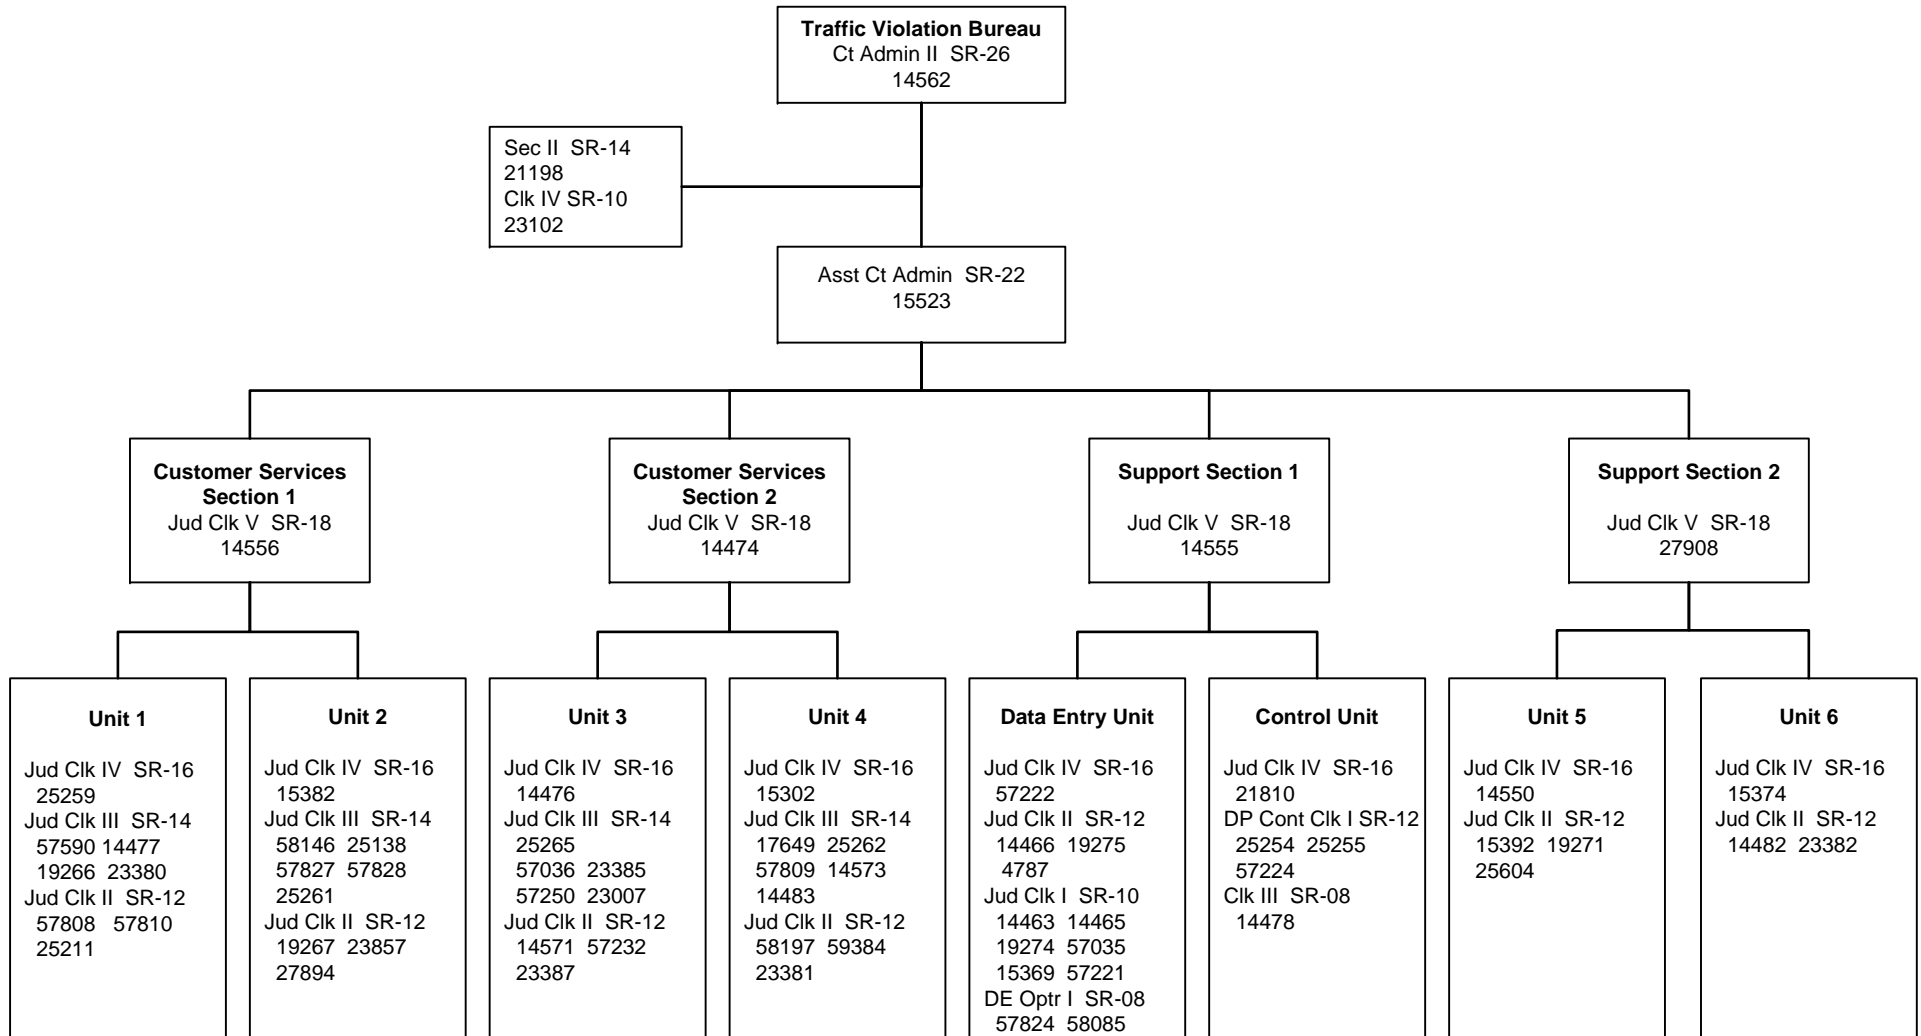 Traffic Violation Bureau
Ct Admin II  SR-26
14562
Sec II  SR-14
21198
Clk IV SR-10
23102
Asst Ct Admin  SR-22
15523
Customer Services
Section 1
Jud Clk V  SR-18
14556
Customer Services
Section 2
Jud Clk V  SR-18
14474
Support Section 1
Jud Clk V  SR-18
14555
Support Section 2
Jud Clk V  SR-18
27908
Unit 1
Jud Clk IV  SR-16
25259
Jud Clk III  SR-14
57590 14477
19266  23380
Jud Clk II  SR-12
57808   57810
25211
Unit 2
Jud Clk IV  SR-16
15382
Jud Clk III  SR-14
58146  25138
57827  57828
25261
Jud Clk II  SR-12
19267  23857
27894
Unit 3
Jud Clk IV  SR-16
14476
Jud Clk III  SR-14
25265
57036  23385
57250  23007
Jud Clk II  SR-12
14571  57232
23387
Unit 4
Jud Clk IV  SR-16
15302
Jud Clk III  SR-14
17649  25262
57809  14573
14483
Jud Clk II  SR-12
58197  59384
23381
Data Entry Unit
Jud Clk IV  SR-16
57222
Jud Clk II  SR-12
14466  19275
4787
Jud Clk I  SR-10
14463  14465
19274  57035
15369  57221
DE Optr I  SR-08
57824  58085
Control Unit
Jud Clk IV  SR-16
21810
DP Cont Clk I SR-12
25254  25255
57224
Clk III  SR-08
14478
Unit 5
Jud Clk IV  SR-16
14550
Jud Clk II  SR-12
15392  19271
25604
Unit 6
Jud Clk IV  SR-16
15374
Jud Clk II  SR-12
14482  23382